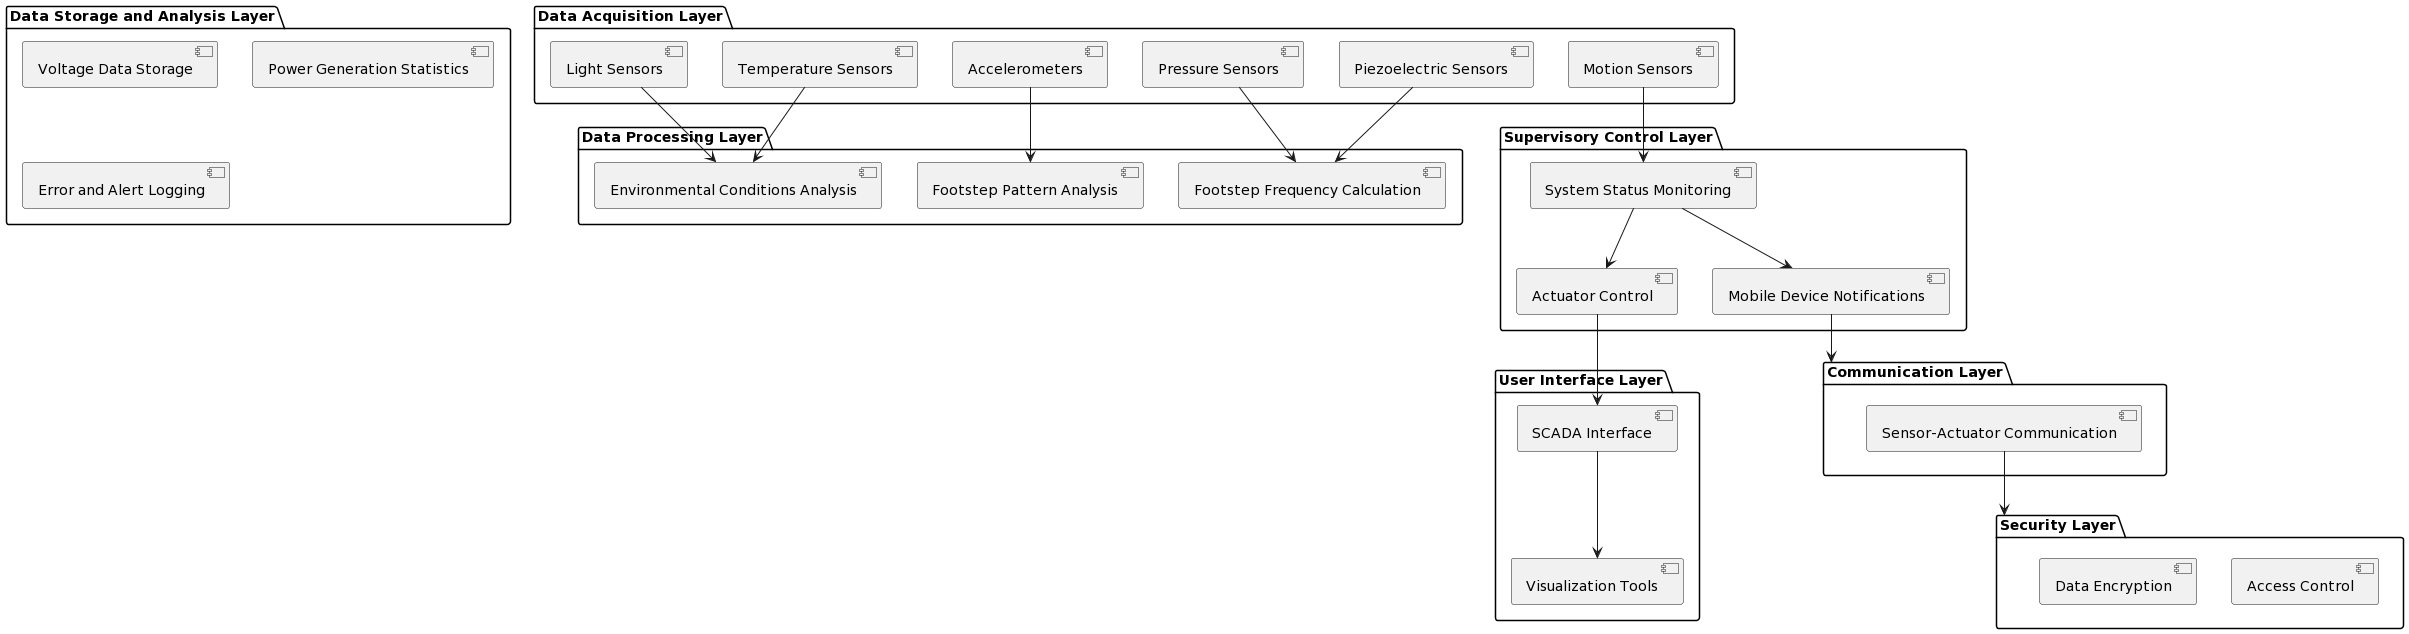 Data Storage and Analysis Layer
Voltage Data Storage
Power Generation Statistics
Error and Alert Logging
Data Acquisition Layer
Light Sensors
Temperature Sensors
Accelerometers
Pressure Sensors
Piezoelectric Sensors
Motion Sensors
Data Processing Layer
Environmental Conditions Analysis
Footstep Pattern Analysis
Footstep Frequency Calculation
Supervisory Control Layer
System Status Monitoring
Actuator Control
Mobile Device Notifications
User Interface Layer
SCADA Interface
Visualization Tools
Communication Layer
Sensor-Actuator Communication
Security Layer
Data Encryption
Access Control